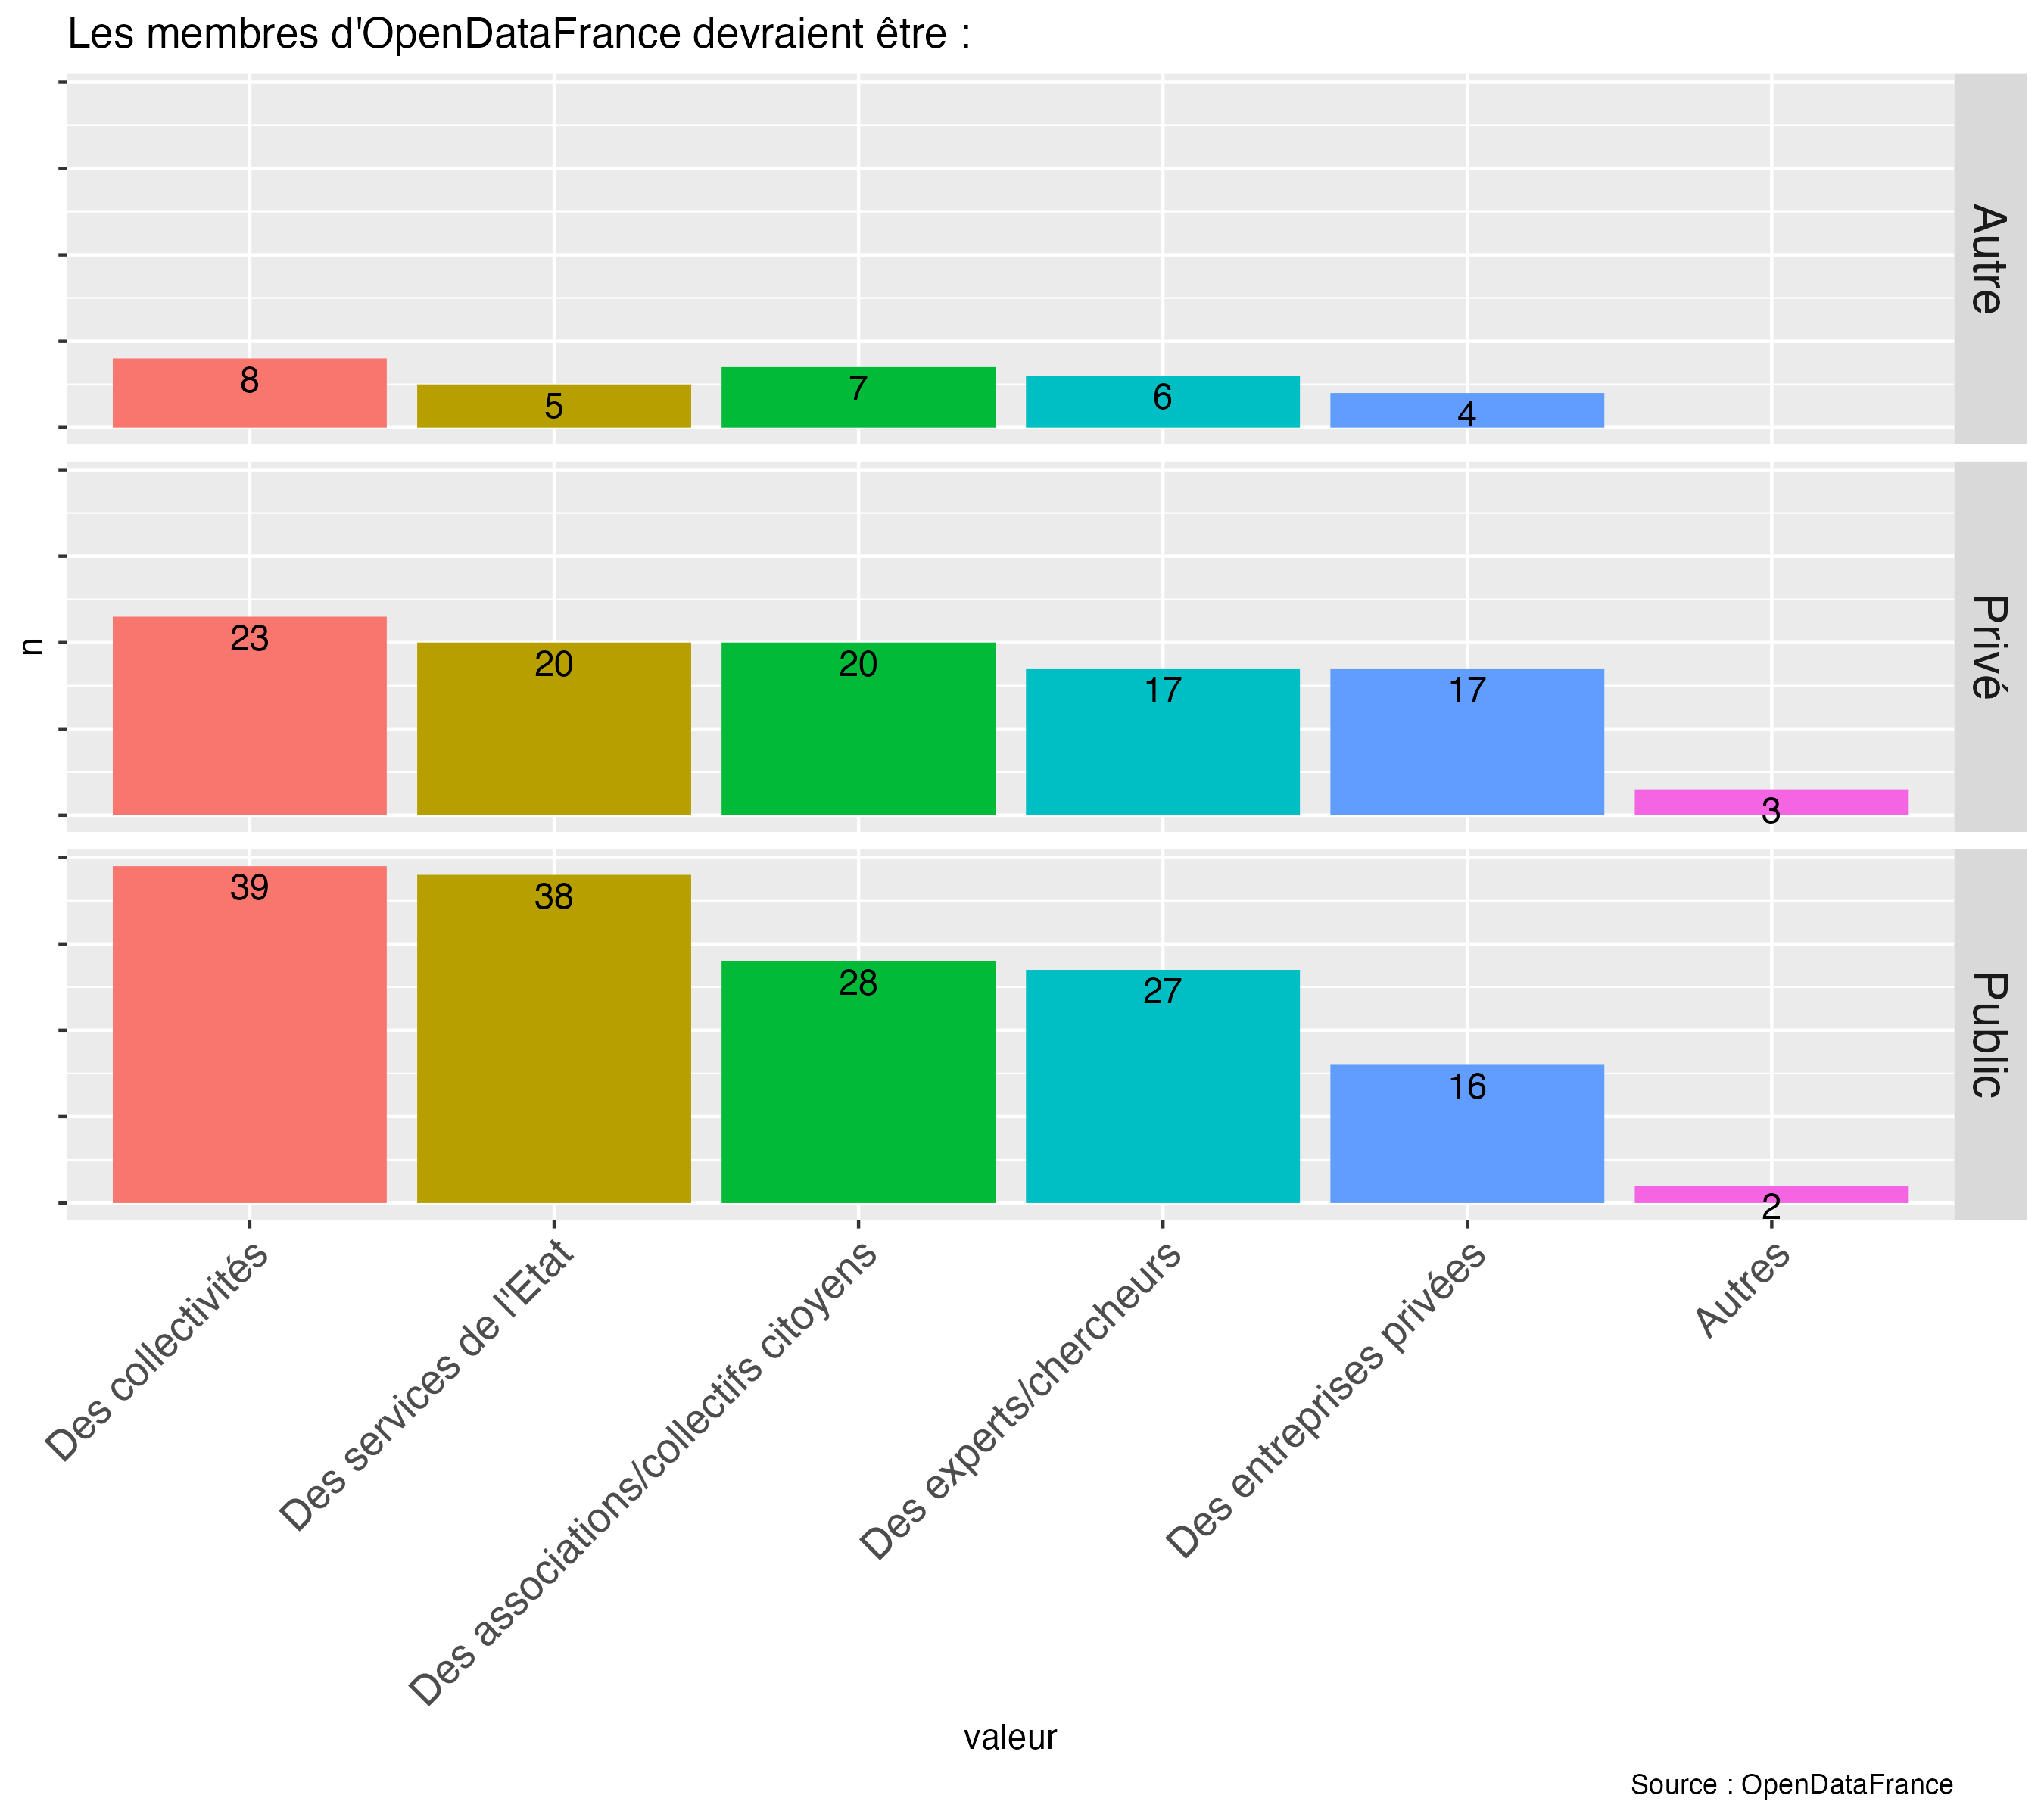 Les membres d'OpenDataFrance devraient être :
8
5
7
6
4
Autre
23
20
20
17
17
3
Privé
n
39
38
28
27
16
2
Public
Des collectivités
Des services de l'Etat
Des associations/collectifs citoyens
Des experts/chercheurs
Des entreprises privées
Autres
valeur
Source : OpenDataFrance